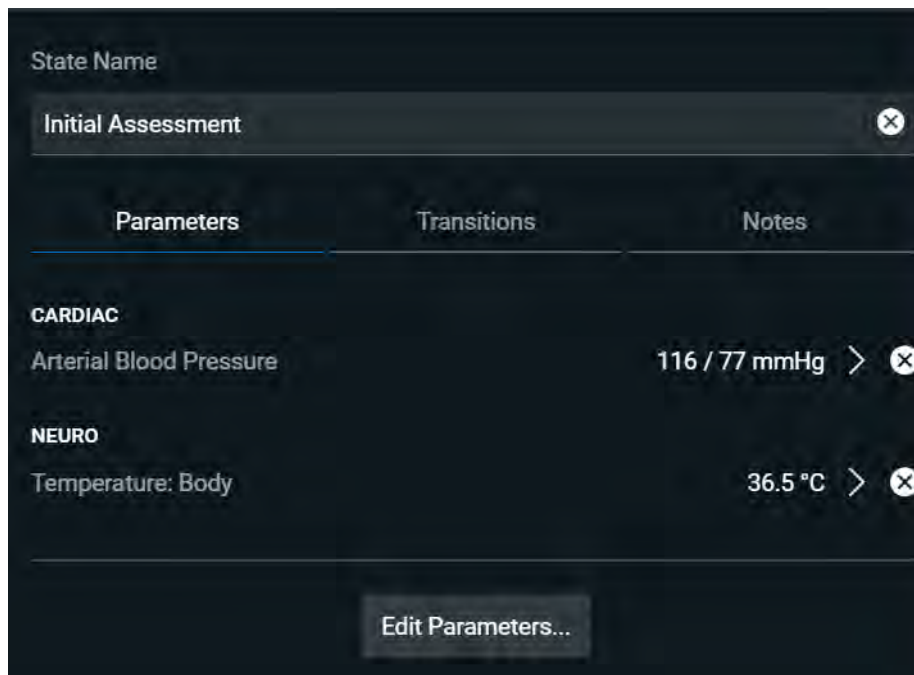 State Name
Initial Assessment
Parameters Transitions Notes
CARDIAC
Arterial Blood Pressure 116 / 77 mmHg
NEURO
Temperature: Body 36.5 °C
Edit Parameters...